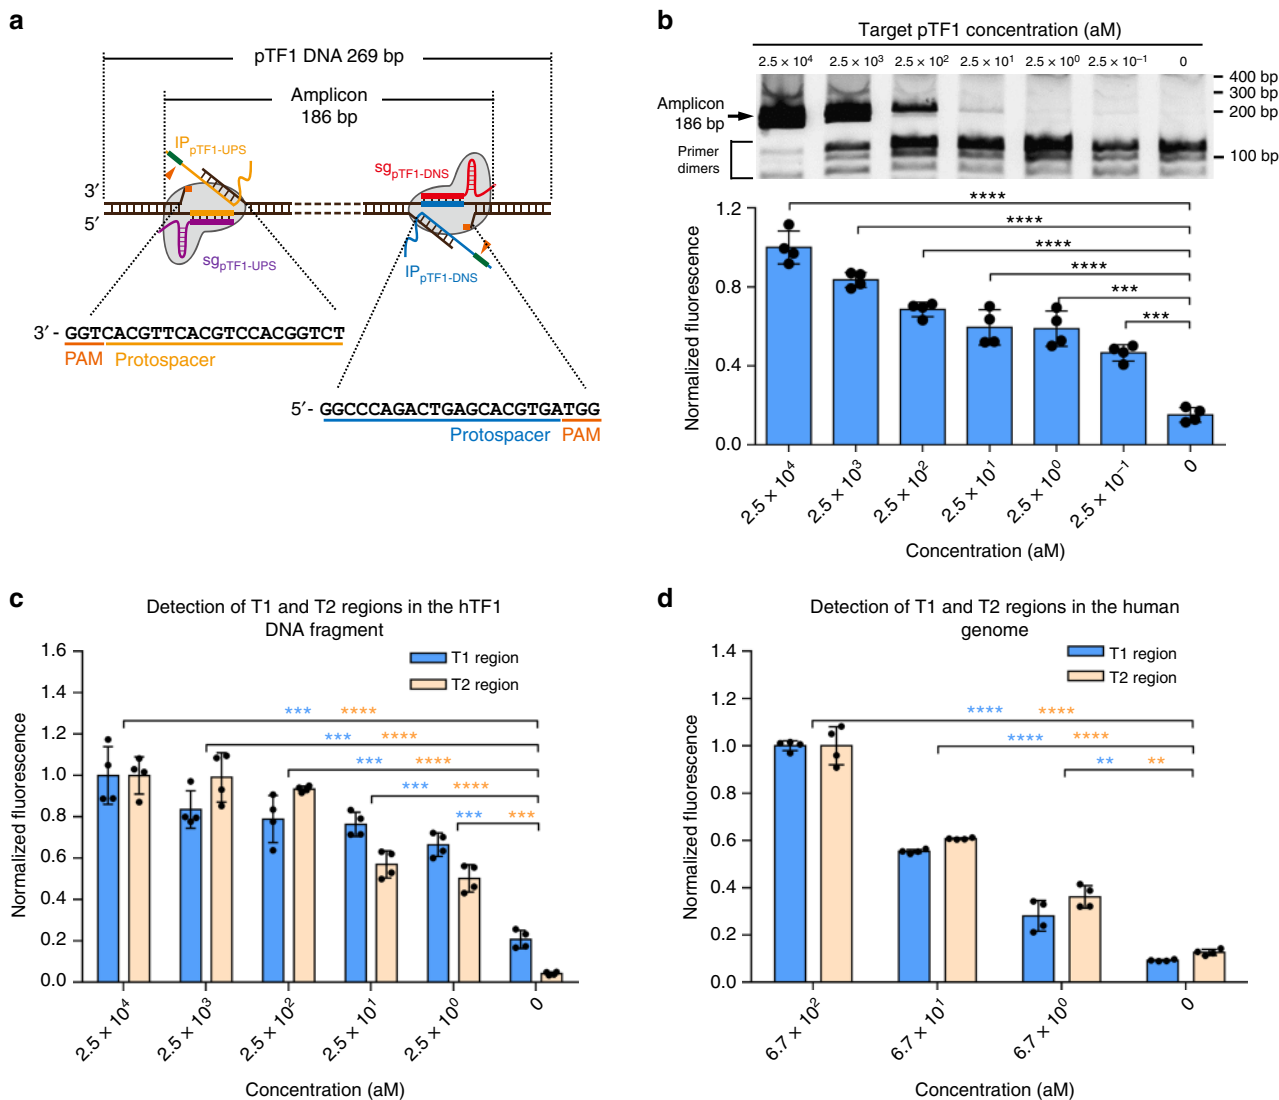 a
pTF1 DNA 269 bp
Amplicon
186 bp
IPpTF1-UPS
sgpTF1-DNS
3′
5′
sgpTF1-UPS
IPpTF1-DNS
3′ - GGTCACGTTCACGTCCACGGTCT
PAM Protospacer
5′- GGCCCAGACTGAGCACGTGATGG
Protospacer PAM
b
Target pTF1 concentration (aM)
2.5 × 10⁴ 2.5 × 10³ 2.5 × 10² 2.5 × 10¹ 2.5 × 10⁰ 2.5 × 10⁻¹ 0
400 bp
300 bp
200 bp
100 bp
Amplicon
186 bp
Primer
dimers
****
****
****
****
***
***
1.2
0.8
0.4
0.0
Normalized fluorescence
2.5 × 10⁴ 2.5 × 10³ 2.5 × 10² 2.5 × 10¹ 2.5 × 10⁰ 2.5 × 10⁻¹ 0
Concentration (aM)
c
Detection of T1 and T2 regions in the hTF1
DNA fragment
T1 region
T2 region
*** ****
*** ****
*** ****
*** ****
*** ***
1.6
1.4
1.2
1.0
0.8
0.6
0.4
0.2
0.0
Normalized fluorescence
2.5 × 10⁴ 2.5 × 10³ 2.5 × 10² 2.5 × 10¹ 2.5 × 10⁰ 0
Concentration (aM)
d
Detection of T1 and T2 regions in the human
genome
T1 region
T2 region
**** ****
**** ****
** **
1.4
1.2
1.0
0.8
0.6
0.4
0.2
0.0
Normalized fluorescence
6.7 × 10² 6.7 × 10¹ 6.7 × 10⁰ 0
Concentration (aM)